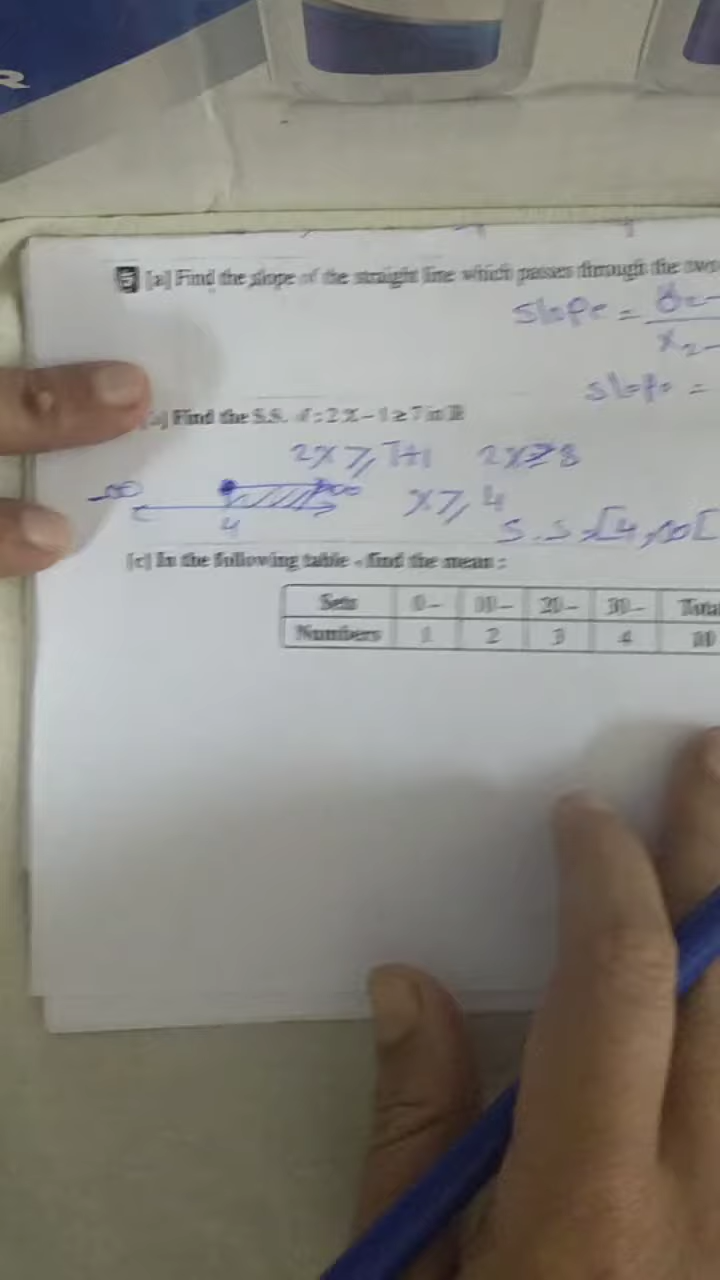 R
5 [a] Find the slope of the straight line which passes through the two
slope =
x₂ -
slope =
Find the S.S. of : 2x - 1 ≥ 7 in R
2x ≥ 7+1 2x ≥ 8
-∞ ∞ x ≥ 4
4 S.S = [4, ∞[
[c] In the following table, find the mean :
Sets 0- 10- 20- 30- Total
Numbers 1 2 3 4 10